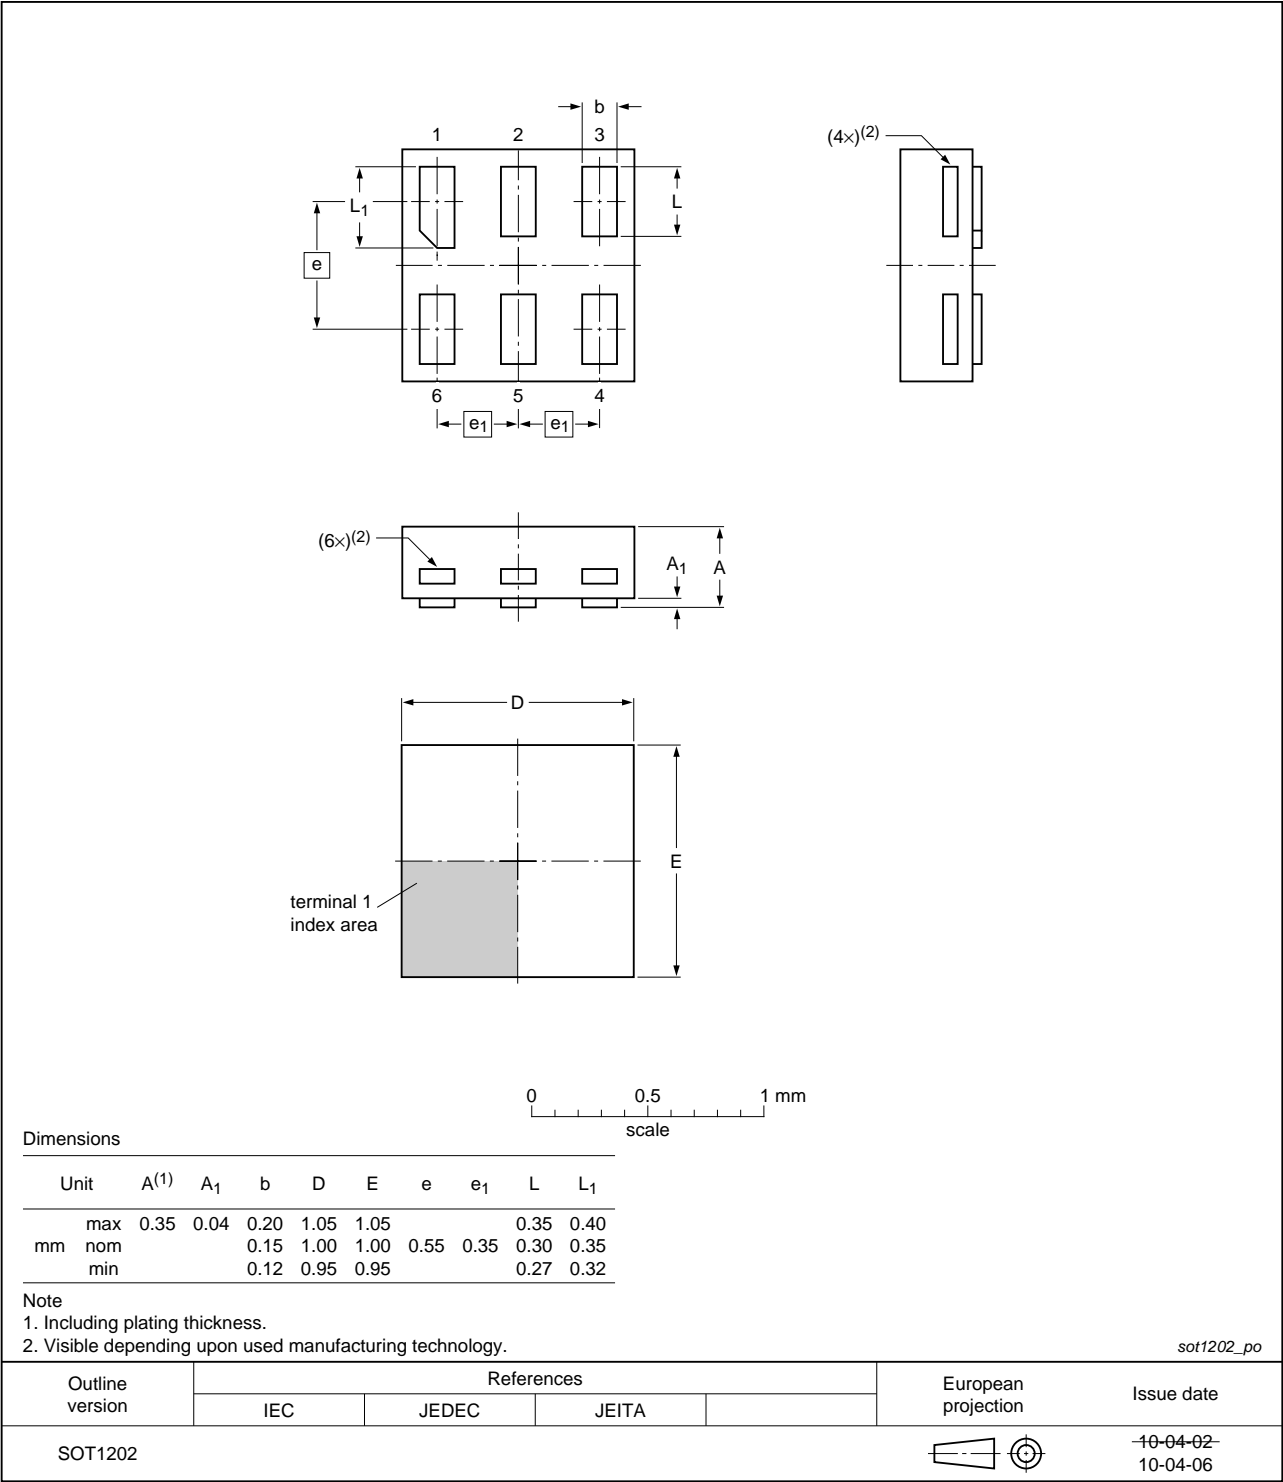 b
1 2 3
(4×)(2)
L1
L
e
6 5 4
e1 e1
(6×)(2)
A1
A
D
E
terminal 1
index area
0 0.5 1 mm
scale
Dimensions
Unit A(1) A1 b D E e e1 L L1
max 0.35 0.04 0.20 1.05 1.05 0.35 0.40
mm nom 0.15 1.00 1.00 0.55 0.35 0.30 0.35
min 0.12 0.95 0.95 0.27 0.32
Note
1. Including plating thickness.
2. Visible depending upon used manufacturing technology.
sot1202_po
Outline version
References
IEC JEDEC JEITA
European projection
Issue date
SOT1202
10-04-02
10-04-06